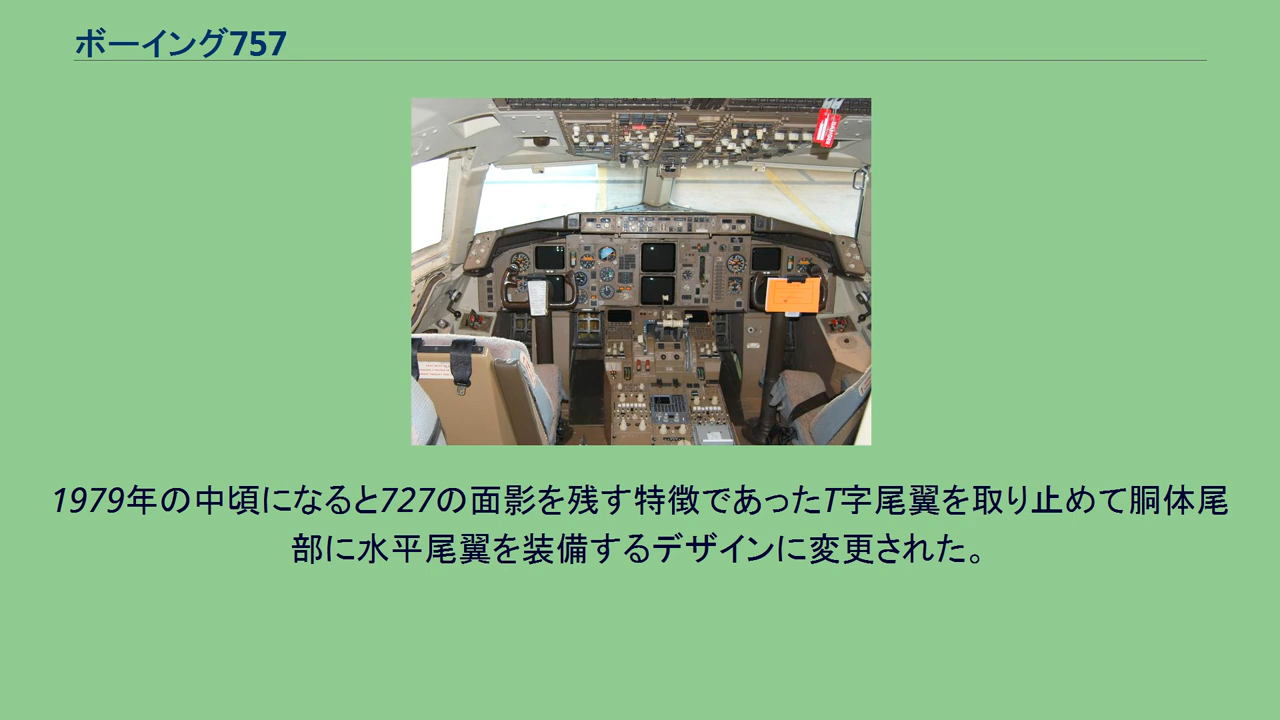 ボーイング757
1979年の中頃になると727の面影を残す特徴であったT字尾翼を取り止めて胴体尾
部に水平尾翼を装備するデザインに変更された。